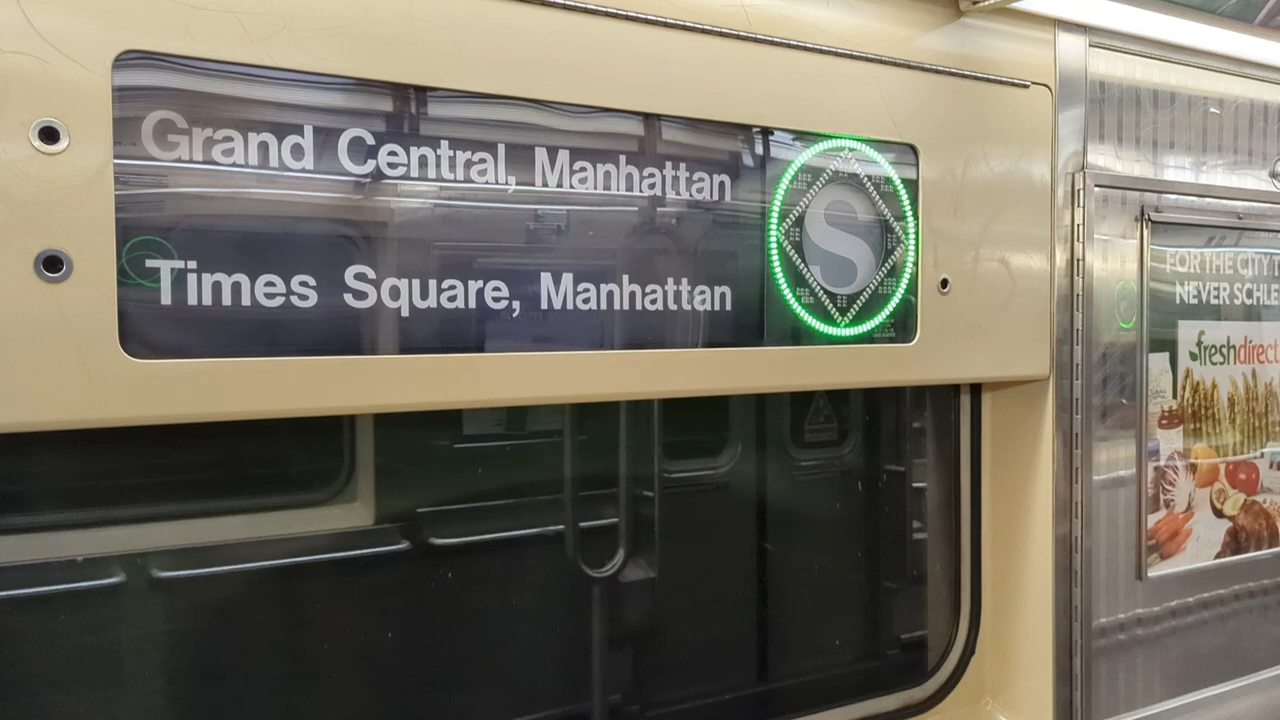 Grand Central, Manhattan
Times Square, Manhattan
S
FOR THE CITY T
NEVER SCHLE
freshdirect